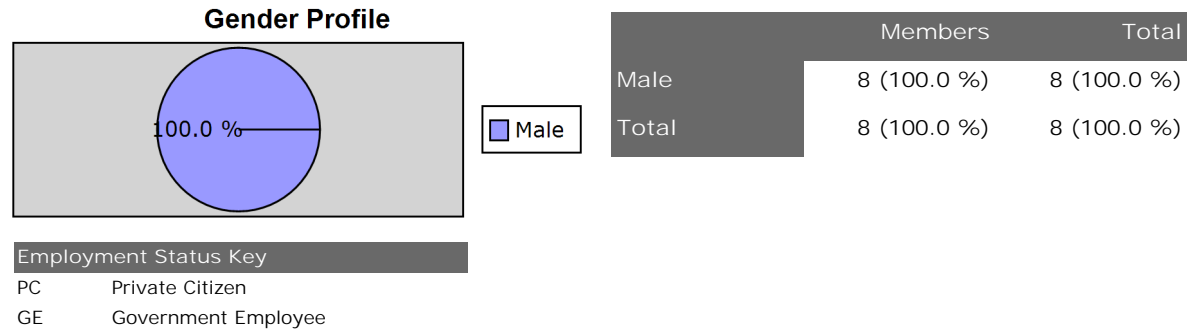 Gender Profile
100.0 %
Male
Members Total
Male 8 (100.0 %) 8 (100.0 %)
Total 8 (100.0 %) 8 (100.0 %)
Employment Status Key
PC Private Citizen
GE Government Employee